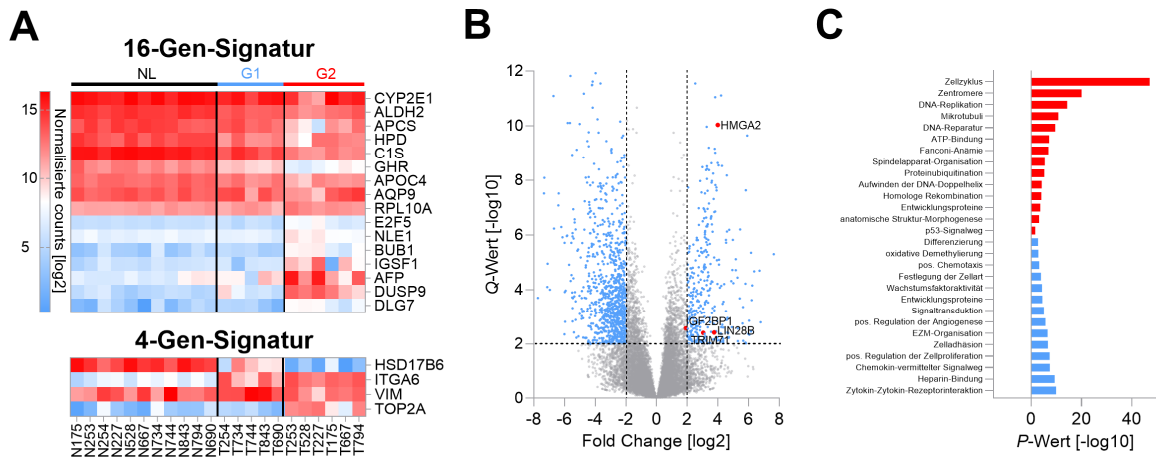 A
16-Gen-Signatur
NL
G1
G2
15
10
5
Normalisierte counts [log2]
CYP2E1
ALDH2
APCS
HPD
C1S
GHR
APOC4
AQP9
RPL10A
E2F5
NLE1
BUB1
IGSF1
AFP
DUSP9
DLG7
4-Gen-Signatur
HSD17B6
ITGA6
VIM
TOP2A
N175
N253
N254
N227
N528
N667
N734
N744
N843
N794
N690
T254
T734
T744
T843
T690
T253
T528
T227
T175
T667
T794
B
12
10
8
6
4
2
0
Q-Wert [-log10]
HMGA2
IGF2BP1
LIN28B
TRIM71
-8
-6
-4
-2
0
2
4
6
8
Fold Change [log2]
C
Zellzyklus
Zentromere
DNA-Replikation
Mikrotubuli
DNA-Reparatur
ATP-Bindung
Fanconi-Anämie
Spindelapparat-Organisation
Proteinubiquitination
Aufwinden der DNA-Doppelhelix
Homologe Rekombination
Entwicklungsproteine
anatomische Struktur-Morphogenese
p53-Signalweg
Differenzierung
oxidative Demethylierung
pos. Chemotaxis
Festlegung der Zellart
Wachstumsfaktoraktivität
Entwicklungsproteine
Signaltransduktion
pos. Regulation der Angiogenese
EZM-Organisation
Zelladhäsion
pos. Regulation der Zellproliferation
Chemokin-vermittelter Signalweg
Heparin-Bindung
Zytokin-Zytokin-Rezeptorinteraktion
0
20
40
P-Wert [-log10]